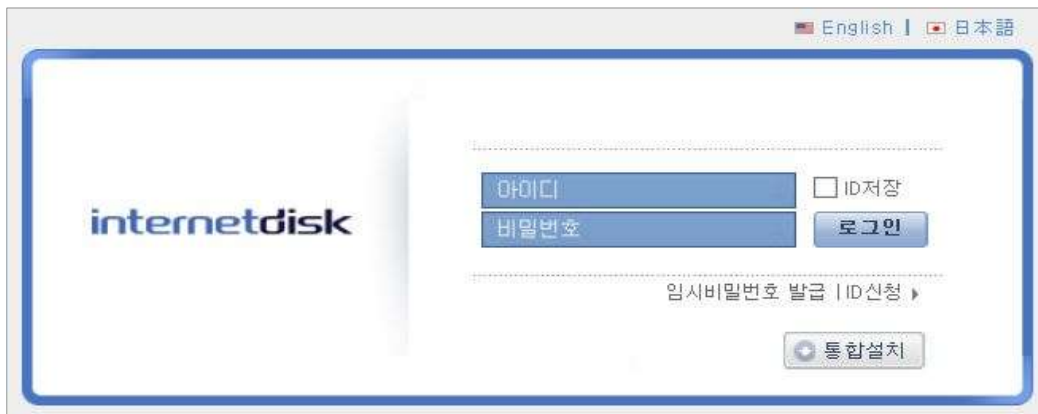 English | 日本語
internetdisk
아이디
ID저장
비밀번호
로그인
임시비밀번호 발급 | ID신청
통합설치